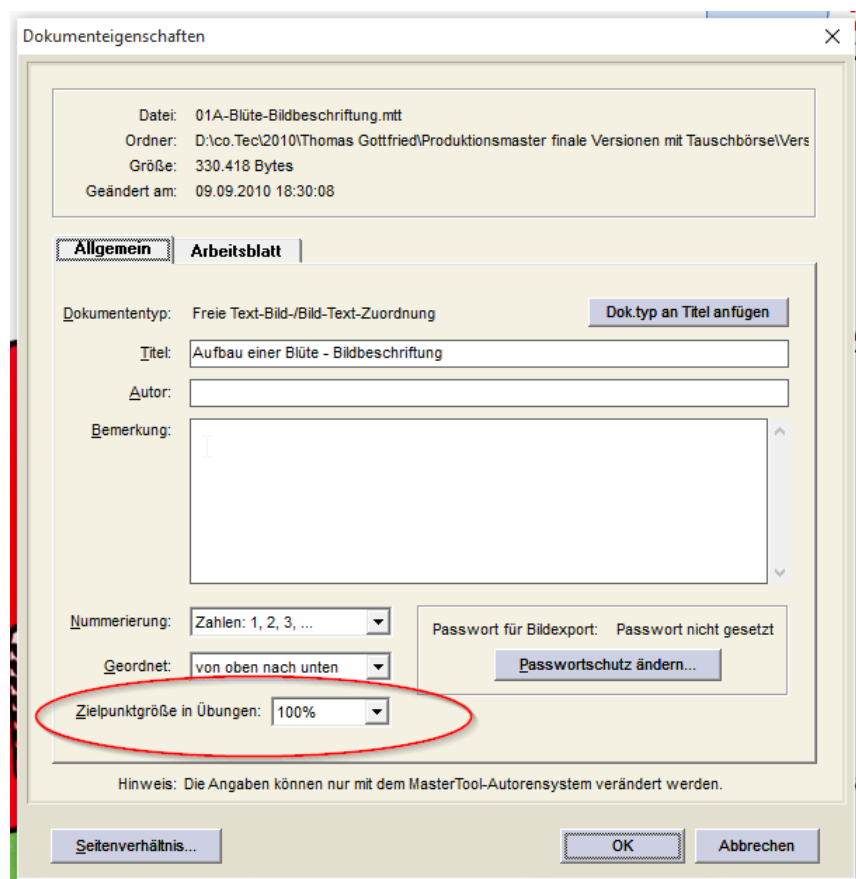 Dokumenteigenschaften
Datei: 01A-Blüte-Bildbeschriftung.mtt
Ordner: D:\co.Tec\2010\Thomas Gottfried\Produktionsmaster finale Versionen mit Tauschbörse\Vers
Größe: 330.418 Bytes
Geändert am: 09.09.2010 18:30:08
Allgemein Arbeitsblatt
Dokumententyp: Freie Text-Bild-/Bild-Text-Zuordnung Dok.typ an Titel anfügen
Titel: Aufbau einer Blüte - Bildbeschriftung
Autor:
Bemerkung:
Nummerierung: Zahlen: 1, 2, 3, ...
Passwort für Bildexport: Passwort nicht gesetzt
Geordnet: von oben nach unten
Passwortschutz ändern...
Zielpunktgröße in Übungen: 100%
Hinweis: Die Angaben können nur mit dem MasterTool-Autorensystem verändert werden.
Seitenverhältnis... OK Abbrechen